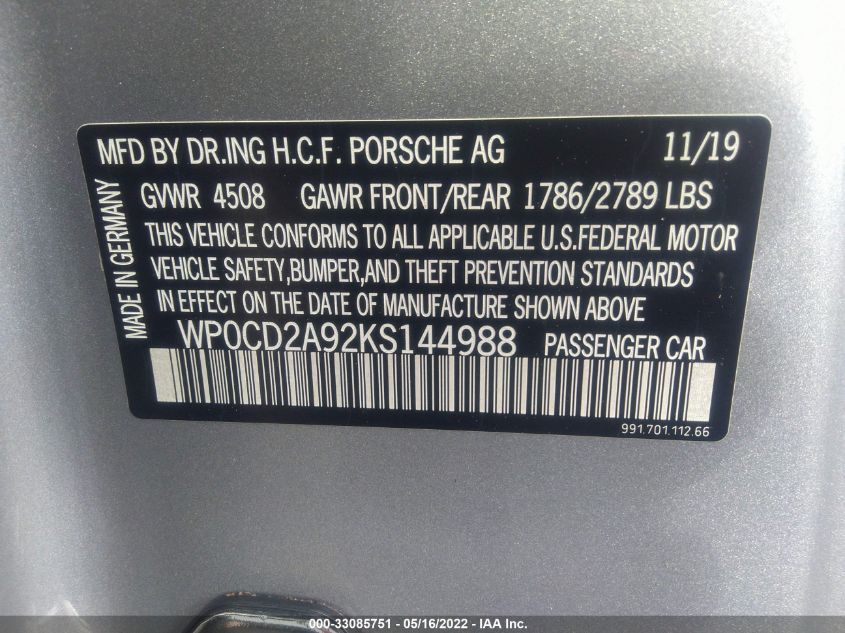 MFD BY DR.ING H.C.F. PORSCHE AG 11/19
GVWR 4508 GAWR FRONT/REAR 1786/2789 LBS
THIS VEHICLE CONFORMS TO ALL APPLICABLE U.S.FEDERAL MOTOR
VEHICLE SAFETY,BUMPER,AND THEFT PREVENTION STANDARDS
IN EFFECT ON THE DATE OF MANUFACTURE SHOWN ABOVE
MADE IN GERMANY
WP0CD2A92KS144988 PASSENGER CAR
991.701.112.66
000-33085751 - 05/16/2022 - IAA Inc.